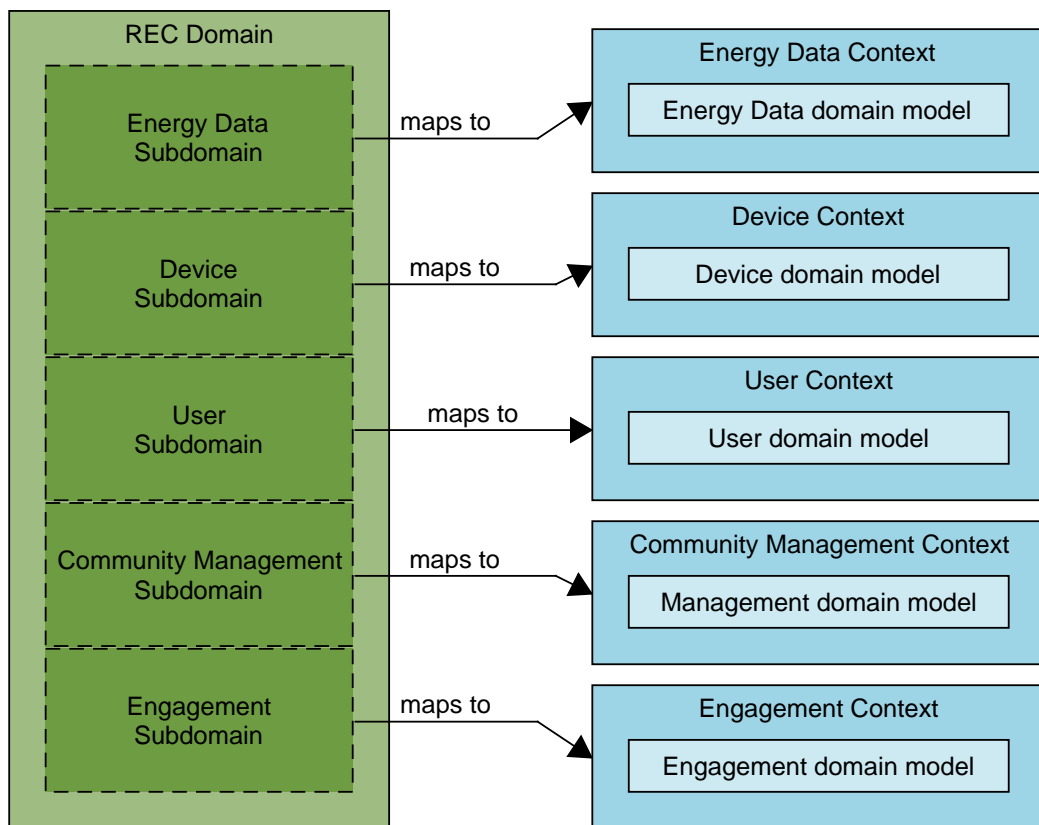 REC Domain
Energy Data
Subdomain
maps to
Energy Data Context
Energy Data domain model
Device
Subdomain
maps to
Device Context
Device domain model
User
Subdomain
maps to
User Context
User domain model
Community Management
Subdomain
maps to
Community Management Context
Management domain model
Engagement
Subdomain
maps to
Engagement Context
Engagement domain model